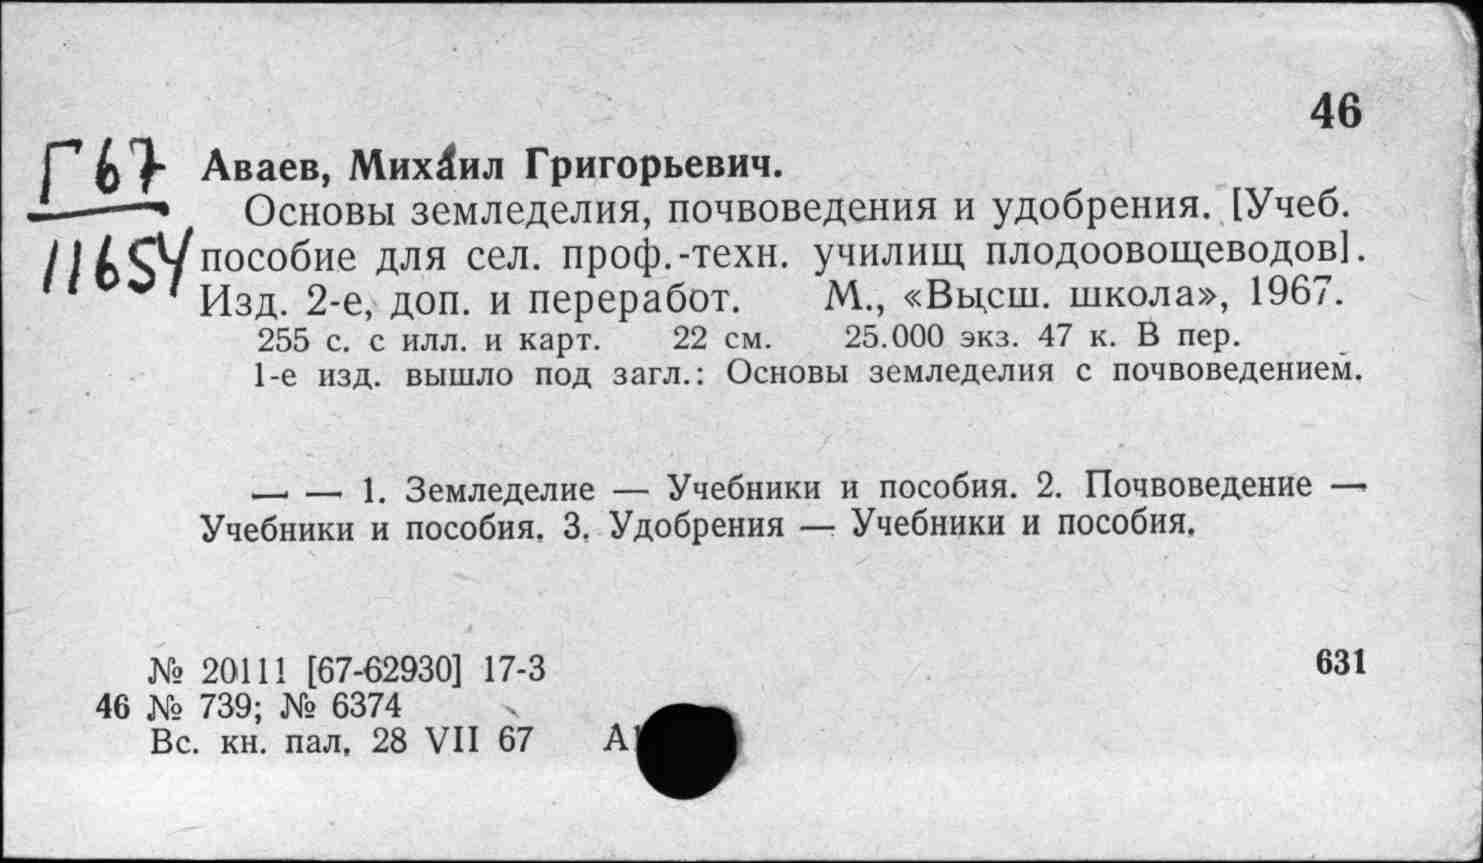 46
Г67
11654
Аваев, Михаил Григорьевич.
Основы земледелия, почвоведения и удобрения. [Учеб.
пособие для сел. проф.-техн. училищ плодоовощеводов].
Изд. 2-е, доп. и переработ. М., «Высш. школа», 1967.
255 с. с илл. и карт. 22 см. 25.000 экз. 47 к. В пер.
1-е изд. вышло под загл.: Основы земледелия с почвоведением.
— — 1. Земледелие — Учебники и пособия. 2. Почвоведение —
Учебники и пособия. 3. Удобрения — Учебники и пособия.
№ 20111 [67-62930] 17-3 631
46 № 739; № 6374
Вс. кн. пал. 28 VII 67